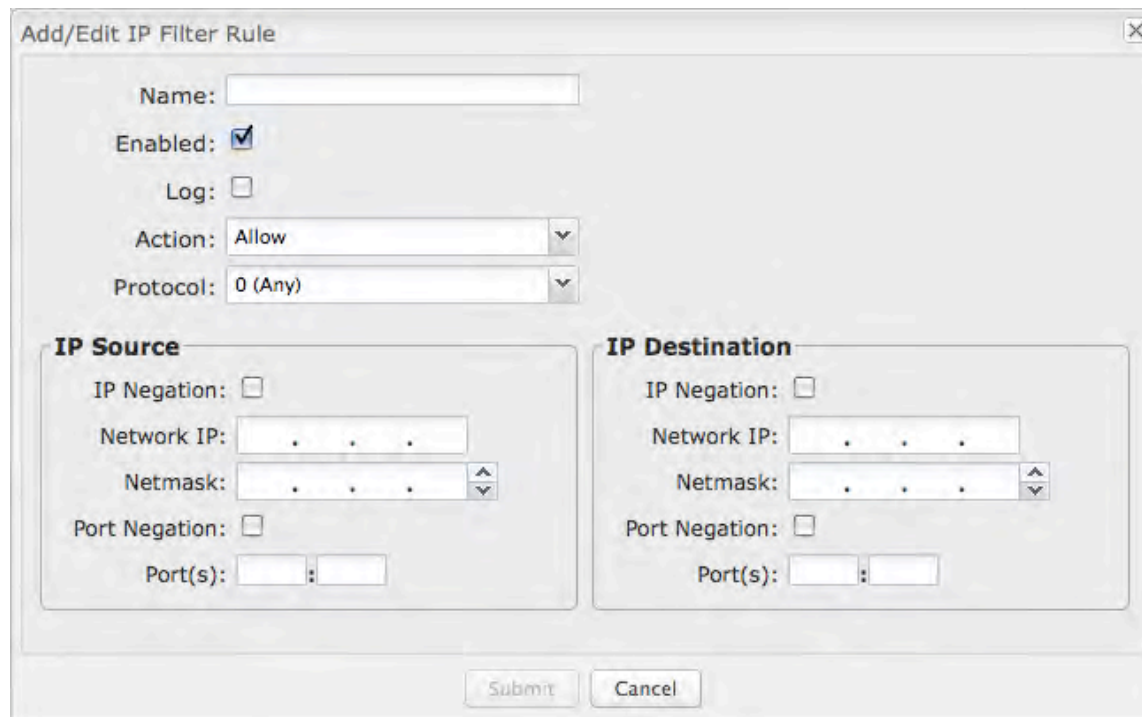 Add/Edit IP Filter Rule
Name:
Enabled:
Log:
Action: Allow
Protocol: 0 (Any)
IP Source
IP Negation:
Network IP: . . .
Netmask: . . .
Port Negation:
Port(s): :
IP Destination
IP Negation:
Network IP: . . .
Netmask: . . .
Port Negation:
Port(s): :
Submit Cancel